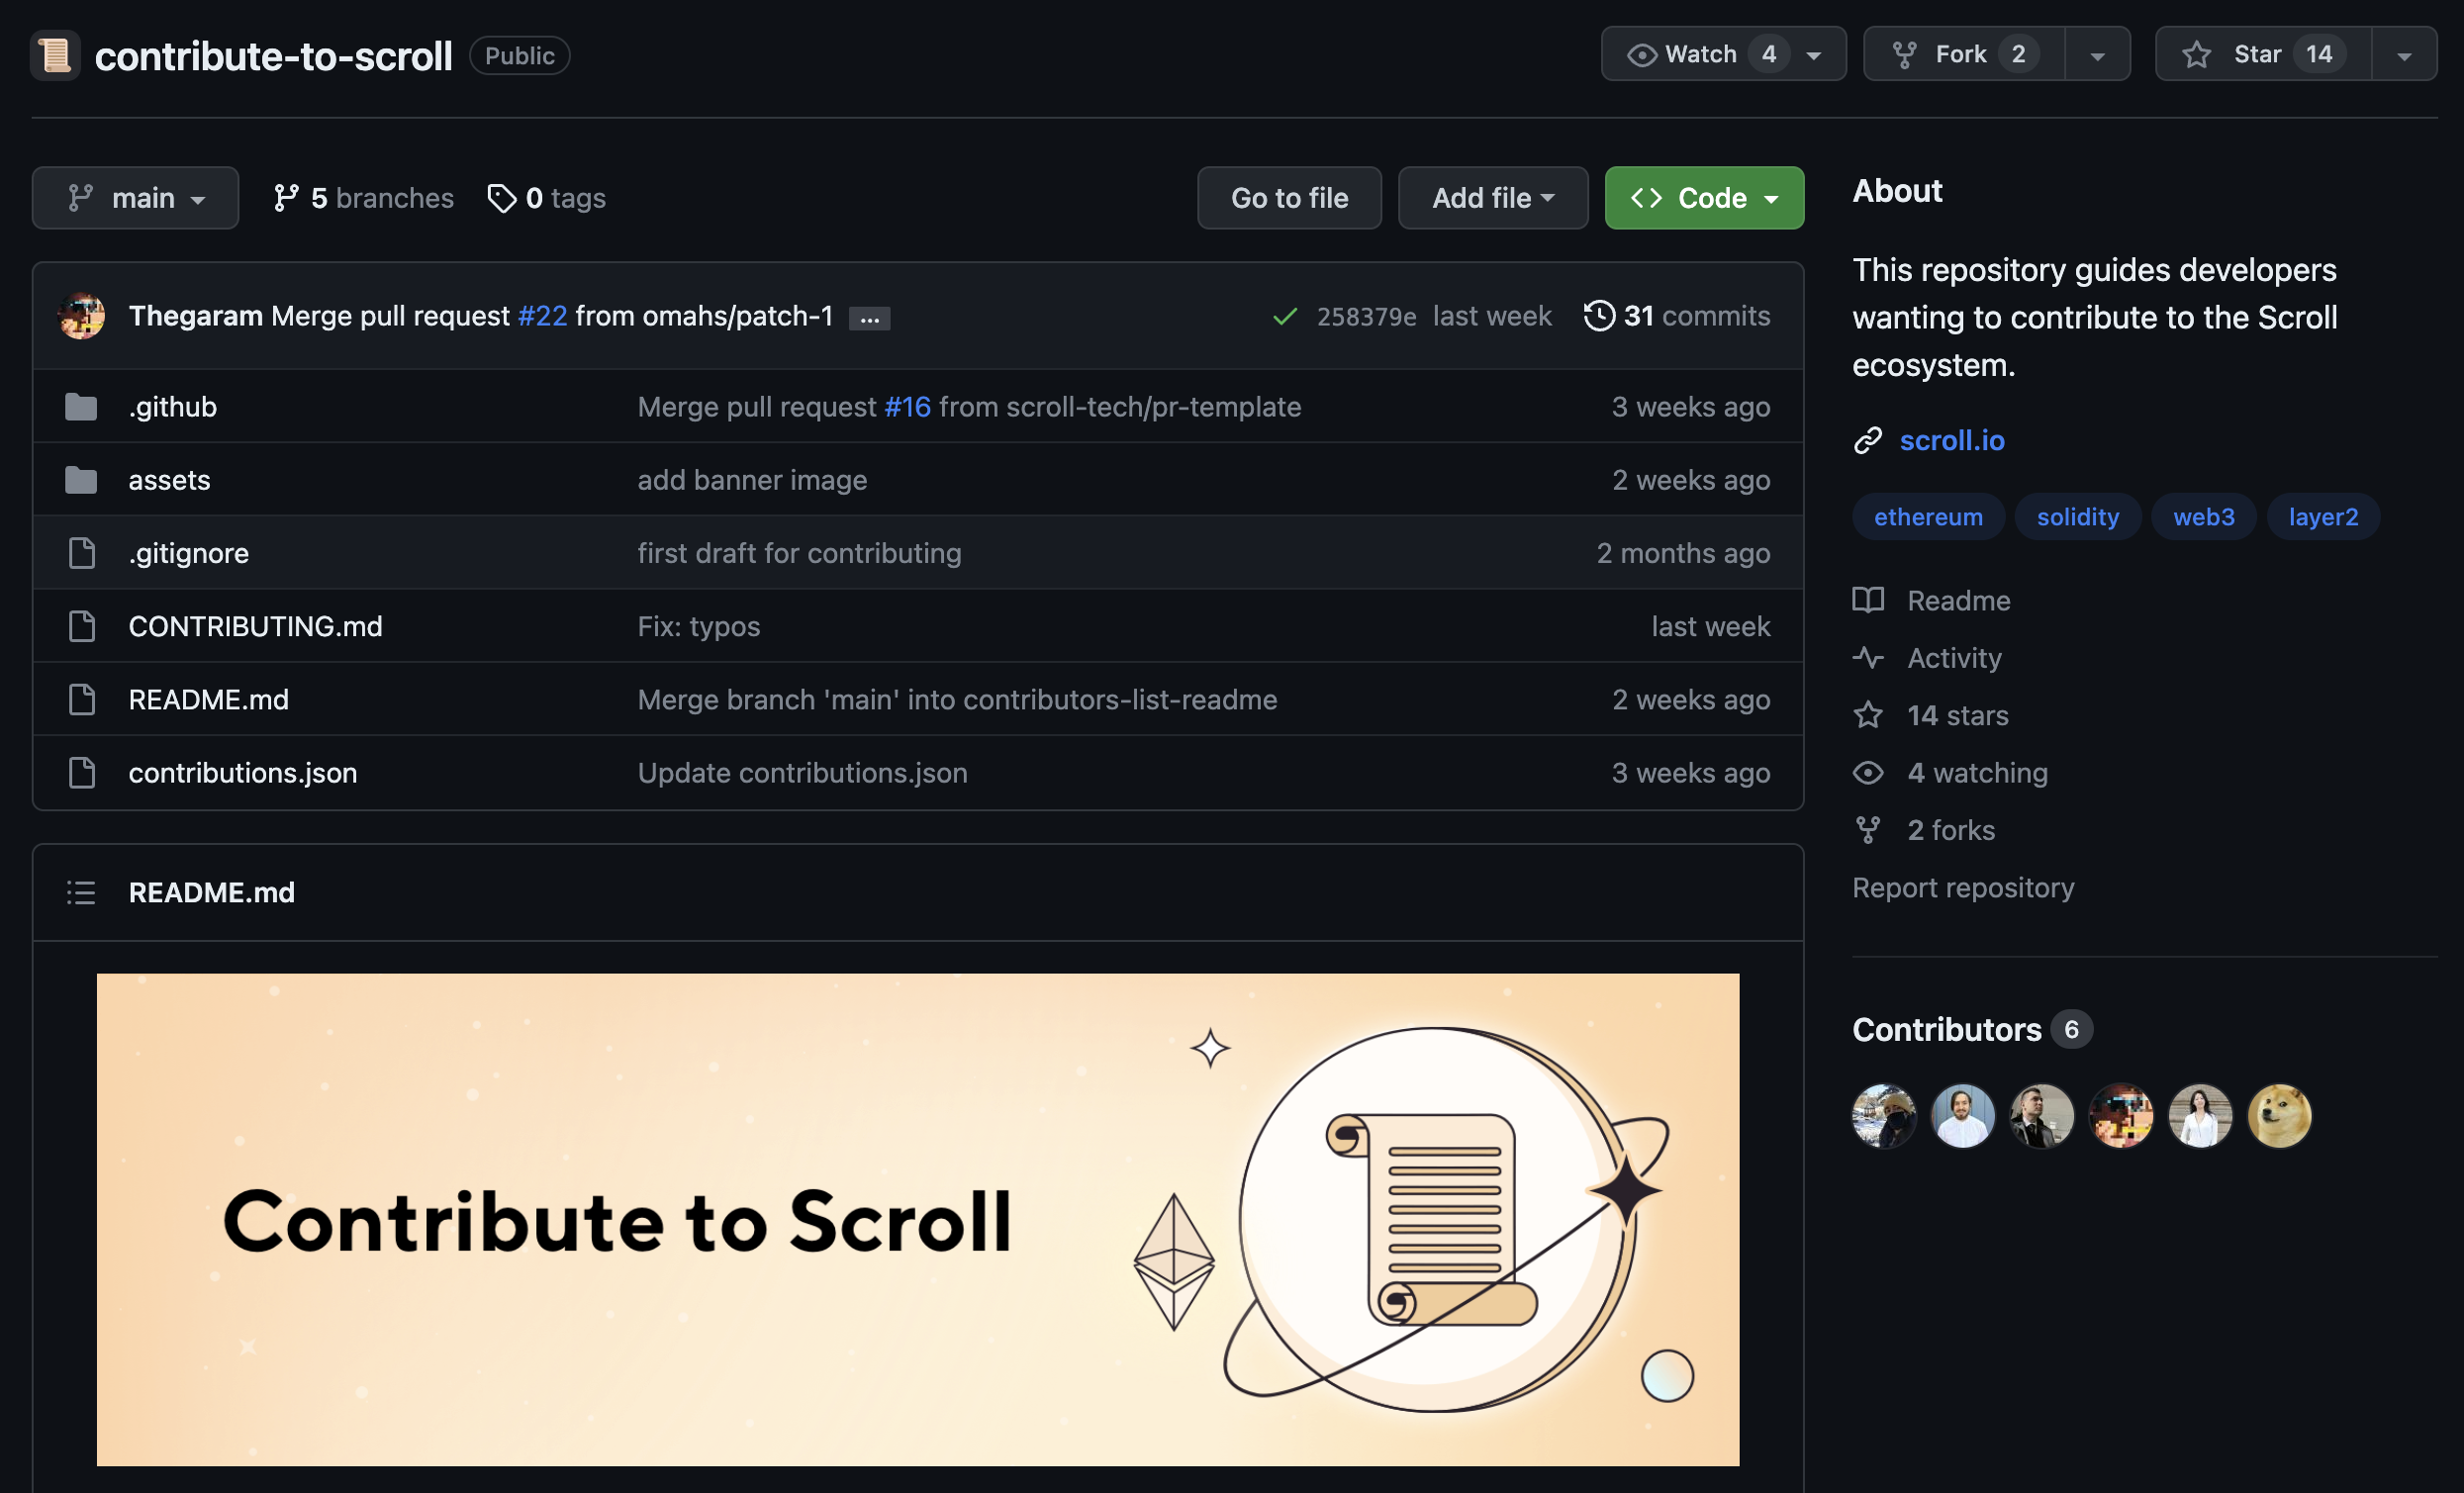 contribute-to-scroll Public
Watch 4 Fork 2 Star 14
main 5 branches 0 tags Go to file Add file Code
Thegaram Merge pull request #22 from omahs/patch-1 ... 258379e last week 31 commits
.github Merge pull request #16 from scroll-tech/pr-template 3 weeks ago
assets add banner image 2 weeks ago
.gitignore first draft for contributing 2 months ago
CONTRIBUTING.md Fix: typos last week
README.md Merge branch 'main' into contributors-list-readme 2 weeks ago
contributions.json Update contributions.json 3 weeks ago
README.md
Contribute to Scroll
About
This repository guides developers
wanting to contribute to the Scroll
ecosystem.
scroll.io
ethereum solidity web3 layer2
Readme
Activity
14 stars
4 watching
2 forks
Report repository
Contributors 6